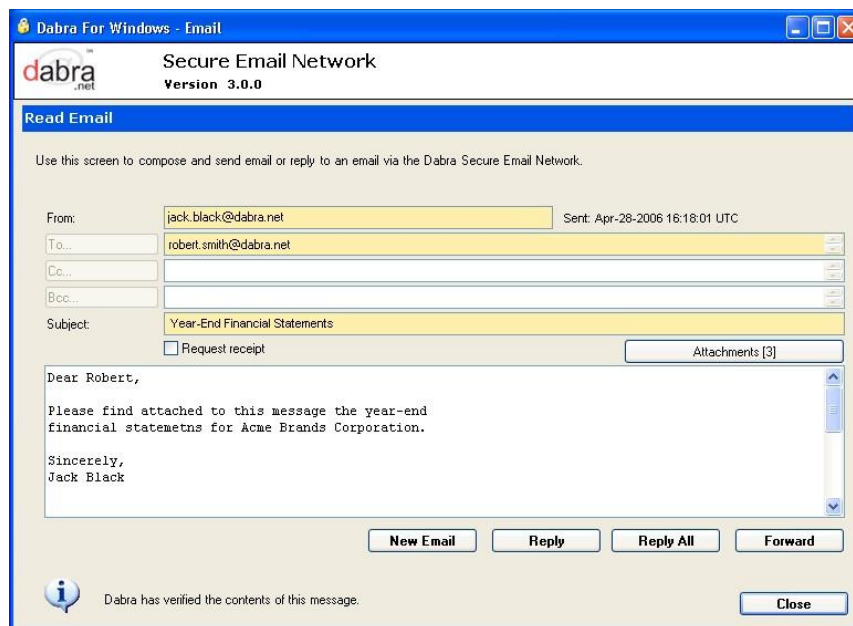 Dabra For Windows - Email
dabra
.net
Secure Email Network
Version 3.0.0
Read Email
Use this screen to compose and send email or reply to an email via the Dabra Secure Email Network.
From: jack.black@dabra.net Sent: Apr-28-2006 16:18:01 UTC
To... robert.smith@dabra.net
Cc...
Bcc...
Subject: Year-End Financial Statements
Request receipt Attachments [3]
Dear Robert,
Please find attached to this message the year-end
financial statemetns for Acme Brands Corporation.
Sincerely,
Jack Black
New Email Reply Reply All Forward
Dabra has verified the contents of this message. Close